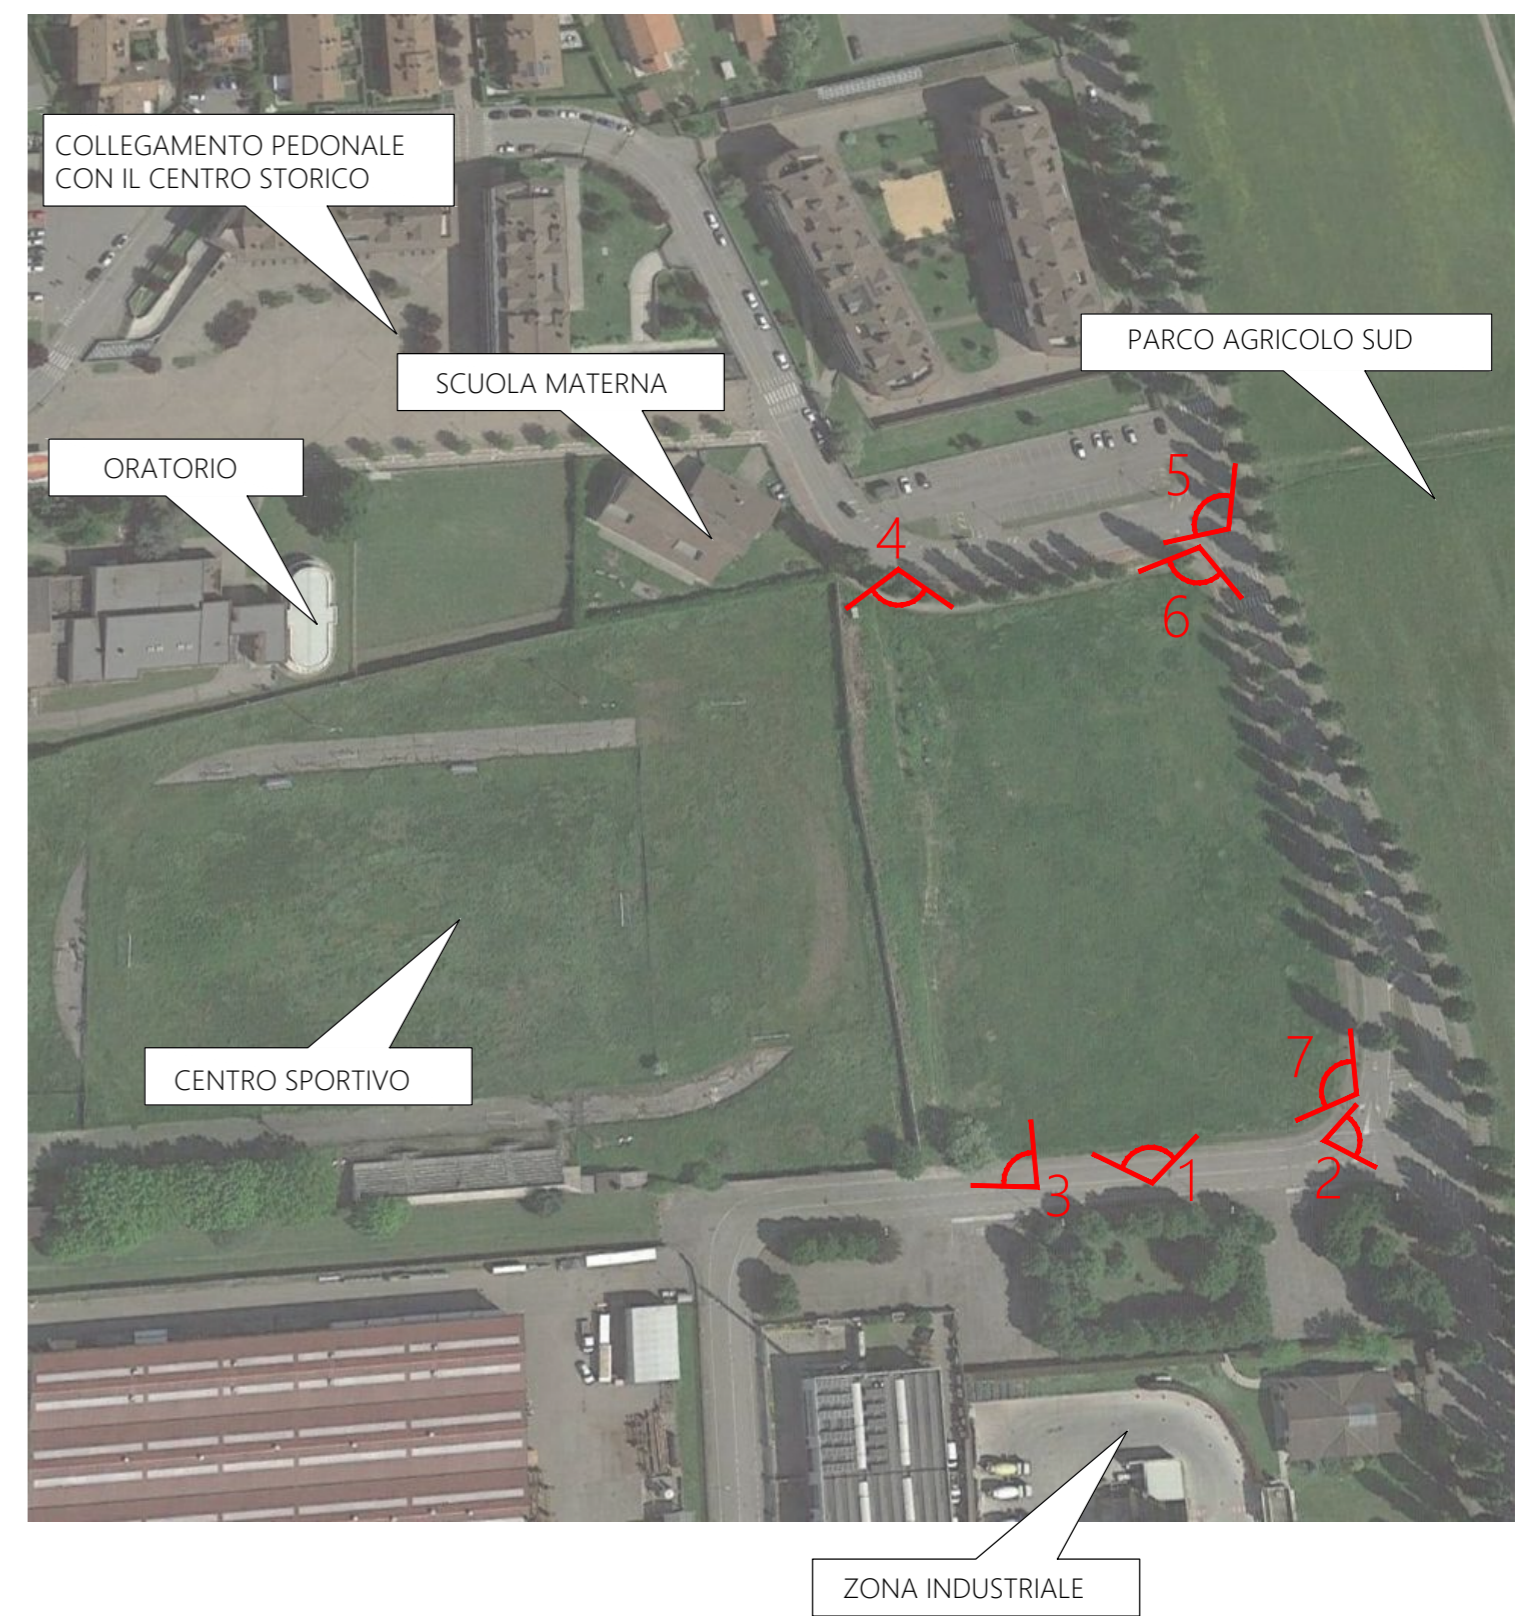 COLLEGAMENTO PEDONALE
CON IL CENTRO STORICO
PARCO AGRICOLO SUD
SCUOLA MATERNA
ORATORIO
5
4
6
CENTRO SPORTIVO
7
3
1
2
ZONA INDUSTRIALE